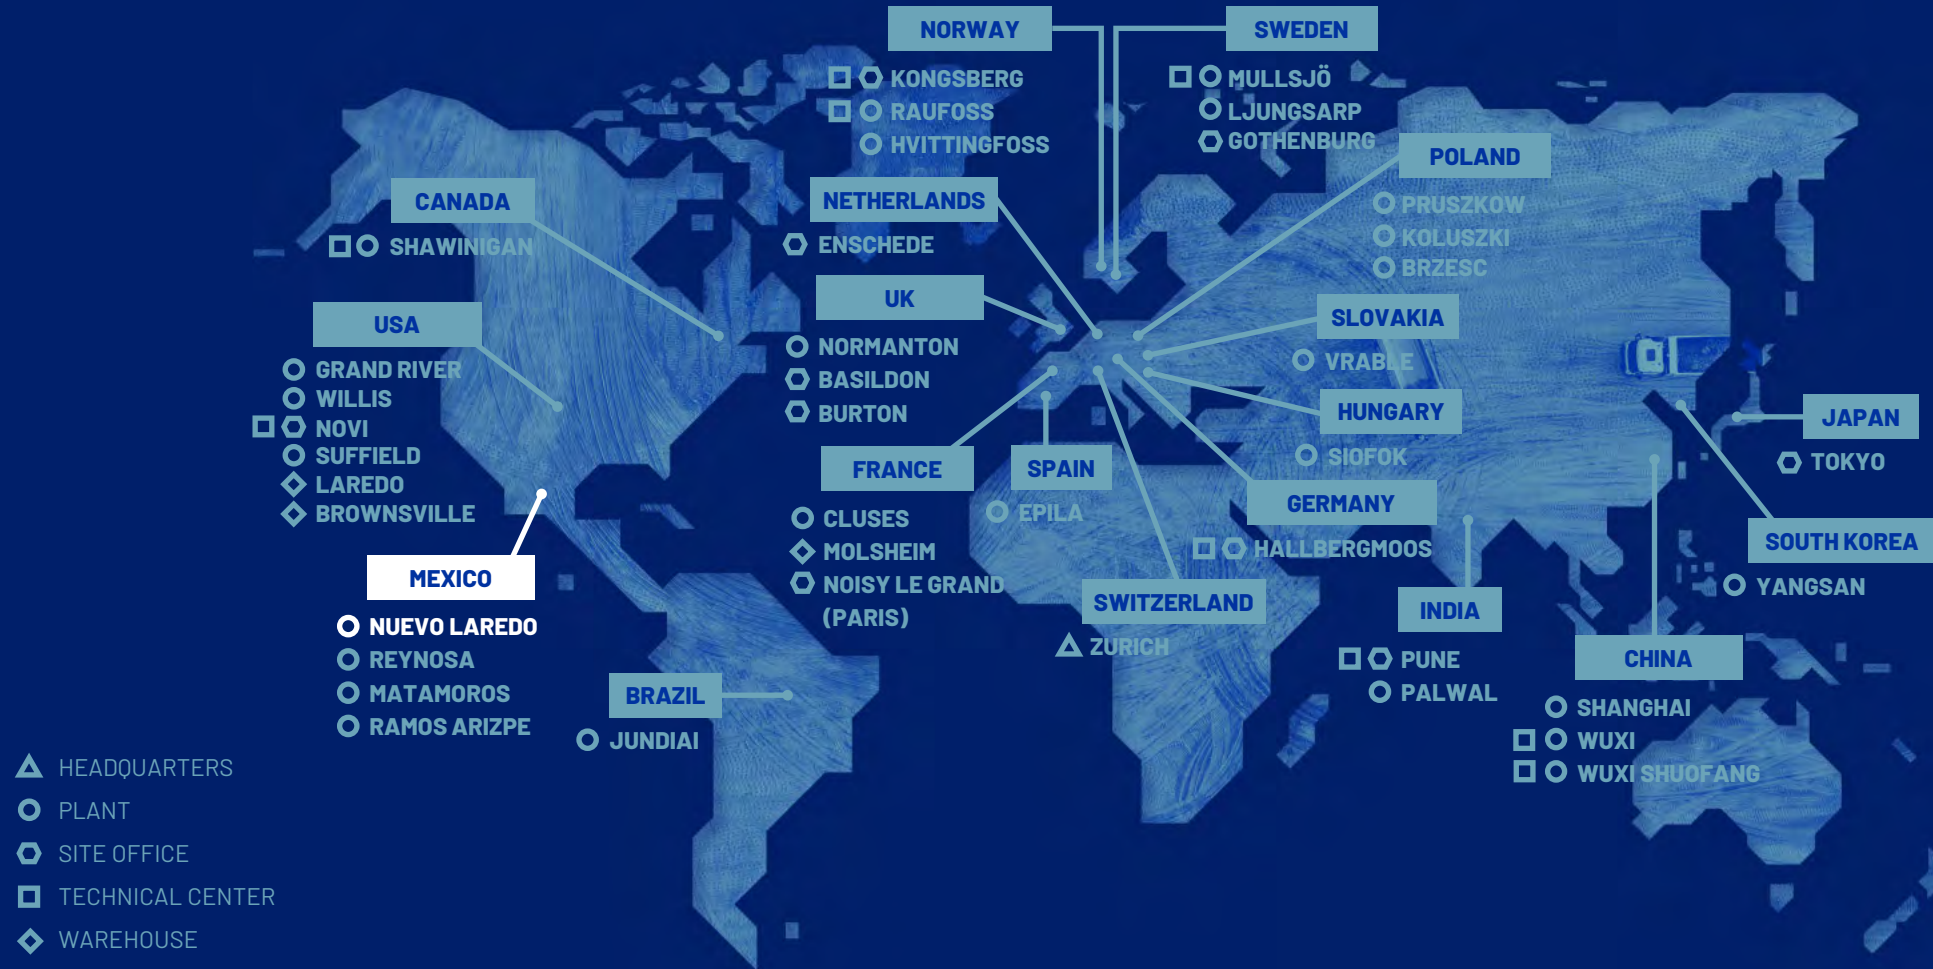 NORWAY
KONGSBERG
RAUFOSS
HVITTINGFOSS
SWEDEN
MULLSJÖ
LJUNGSARP
GOTHENBURG
POLAND
PRUSZKOW
KOLUSZKI
BRZESC
CANADA
SHAWINIGAN
NETHERLANDS
ENSCHEDE
UK
NORMANTON
BASILDON
BURTON
USA
GRAND RIVER
WILLIS
NOVI
SUFFIELD
LAREDO
BROWNSVILLE
SLOVAKIA
VRABLE
HUNGARY
SIOFOK
JAPAN
TOKYO
FRANCE
CLUSES
MOLSHEIM
NOISY LE GRAND
(PARIS)
SPAIN
EPILA
GERMANY
HALLBERGMOOS
SOUTH KOREA
YANGSAN
MEXICO
NUEVO LAREDO
REYNOSA
MATAMOROS
RAMOS ARIZPE
SWITZERLAND
ZURICH
INDIA
PUNE
PALWAL
CHINA
SHANGHAI
WUXI
WUXI SHUOFANG
BRAZIL
JUNDIAI
HEADQUARTERS
PLANT
SITE OFFICE
TECHNICAL CENTER
WAREHOUSE